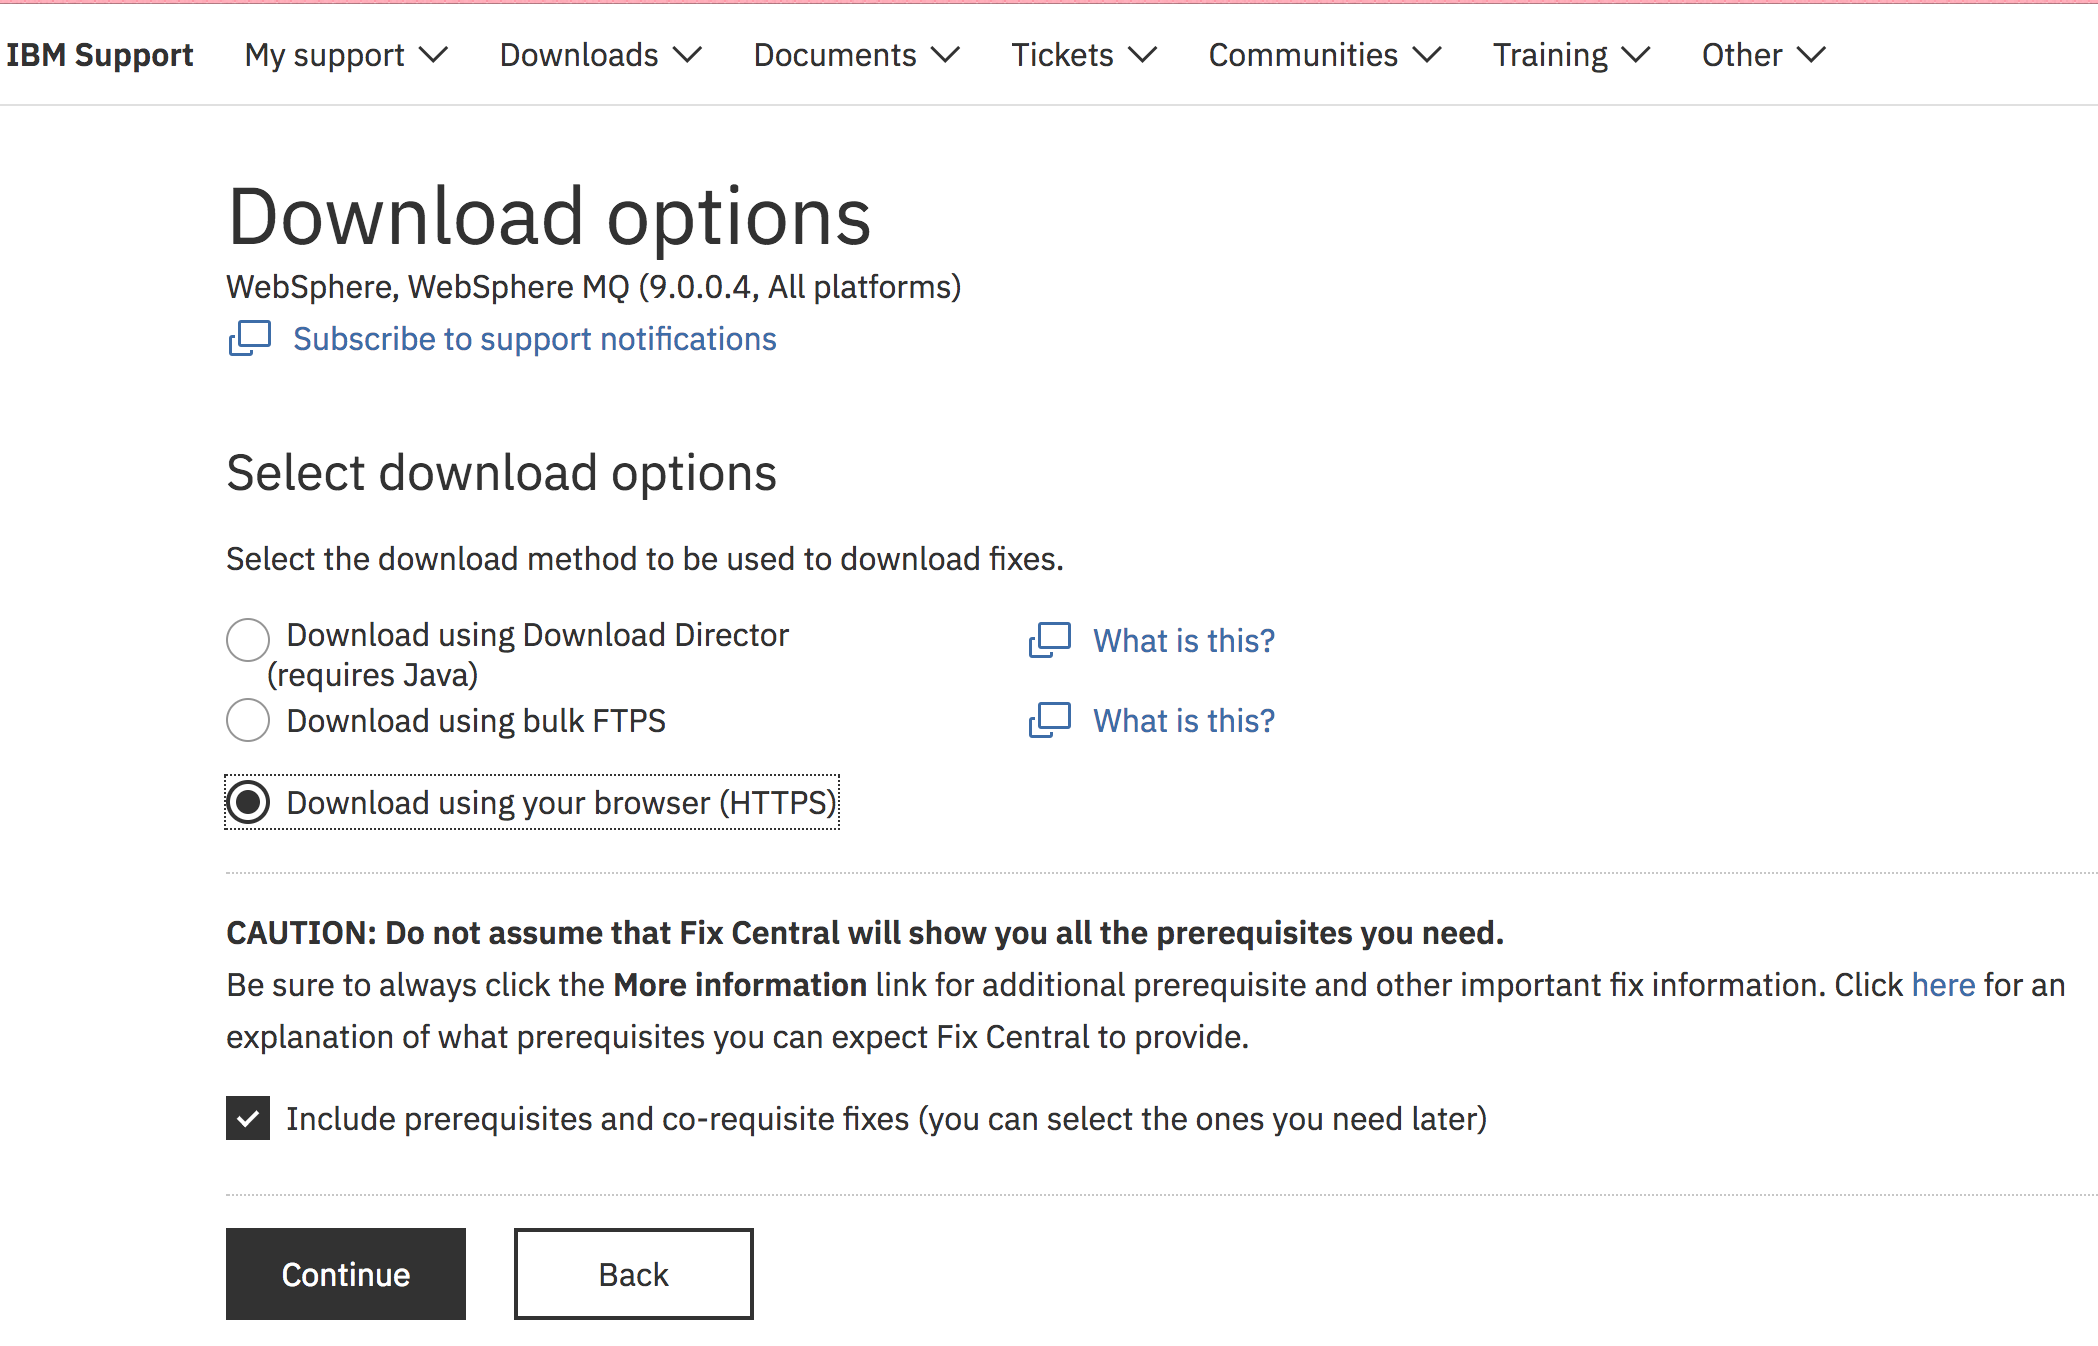 IBM Support My support Downloads Documents Tickets Communities Training Other
Download options
WebSphere, WebSphere MQ (9.0.0.4, All platforms)
Subscribe to support notifications
Select download options
Select the download method to be used to download fixes.
Download using Download Director What is this?
(requires Java)
Download using bulk FTPS What is this?
Download using your browser (HTTPS)
CAUTION: Do not assume that Fix Central will show you all the prerequisites you need.
Be sure to always click the More information link for additional prerequisite and other important fix information. Click here for an
explanation of what prerequisites you can expect Fix Central to provide.
Include prerequisites and co-requisite fixes (you can select the ones you need later)
Continue Back